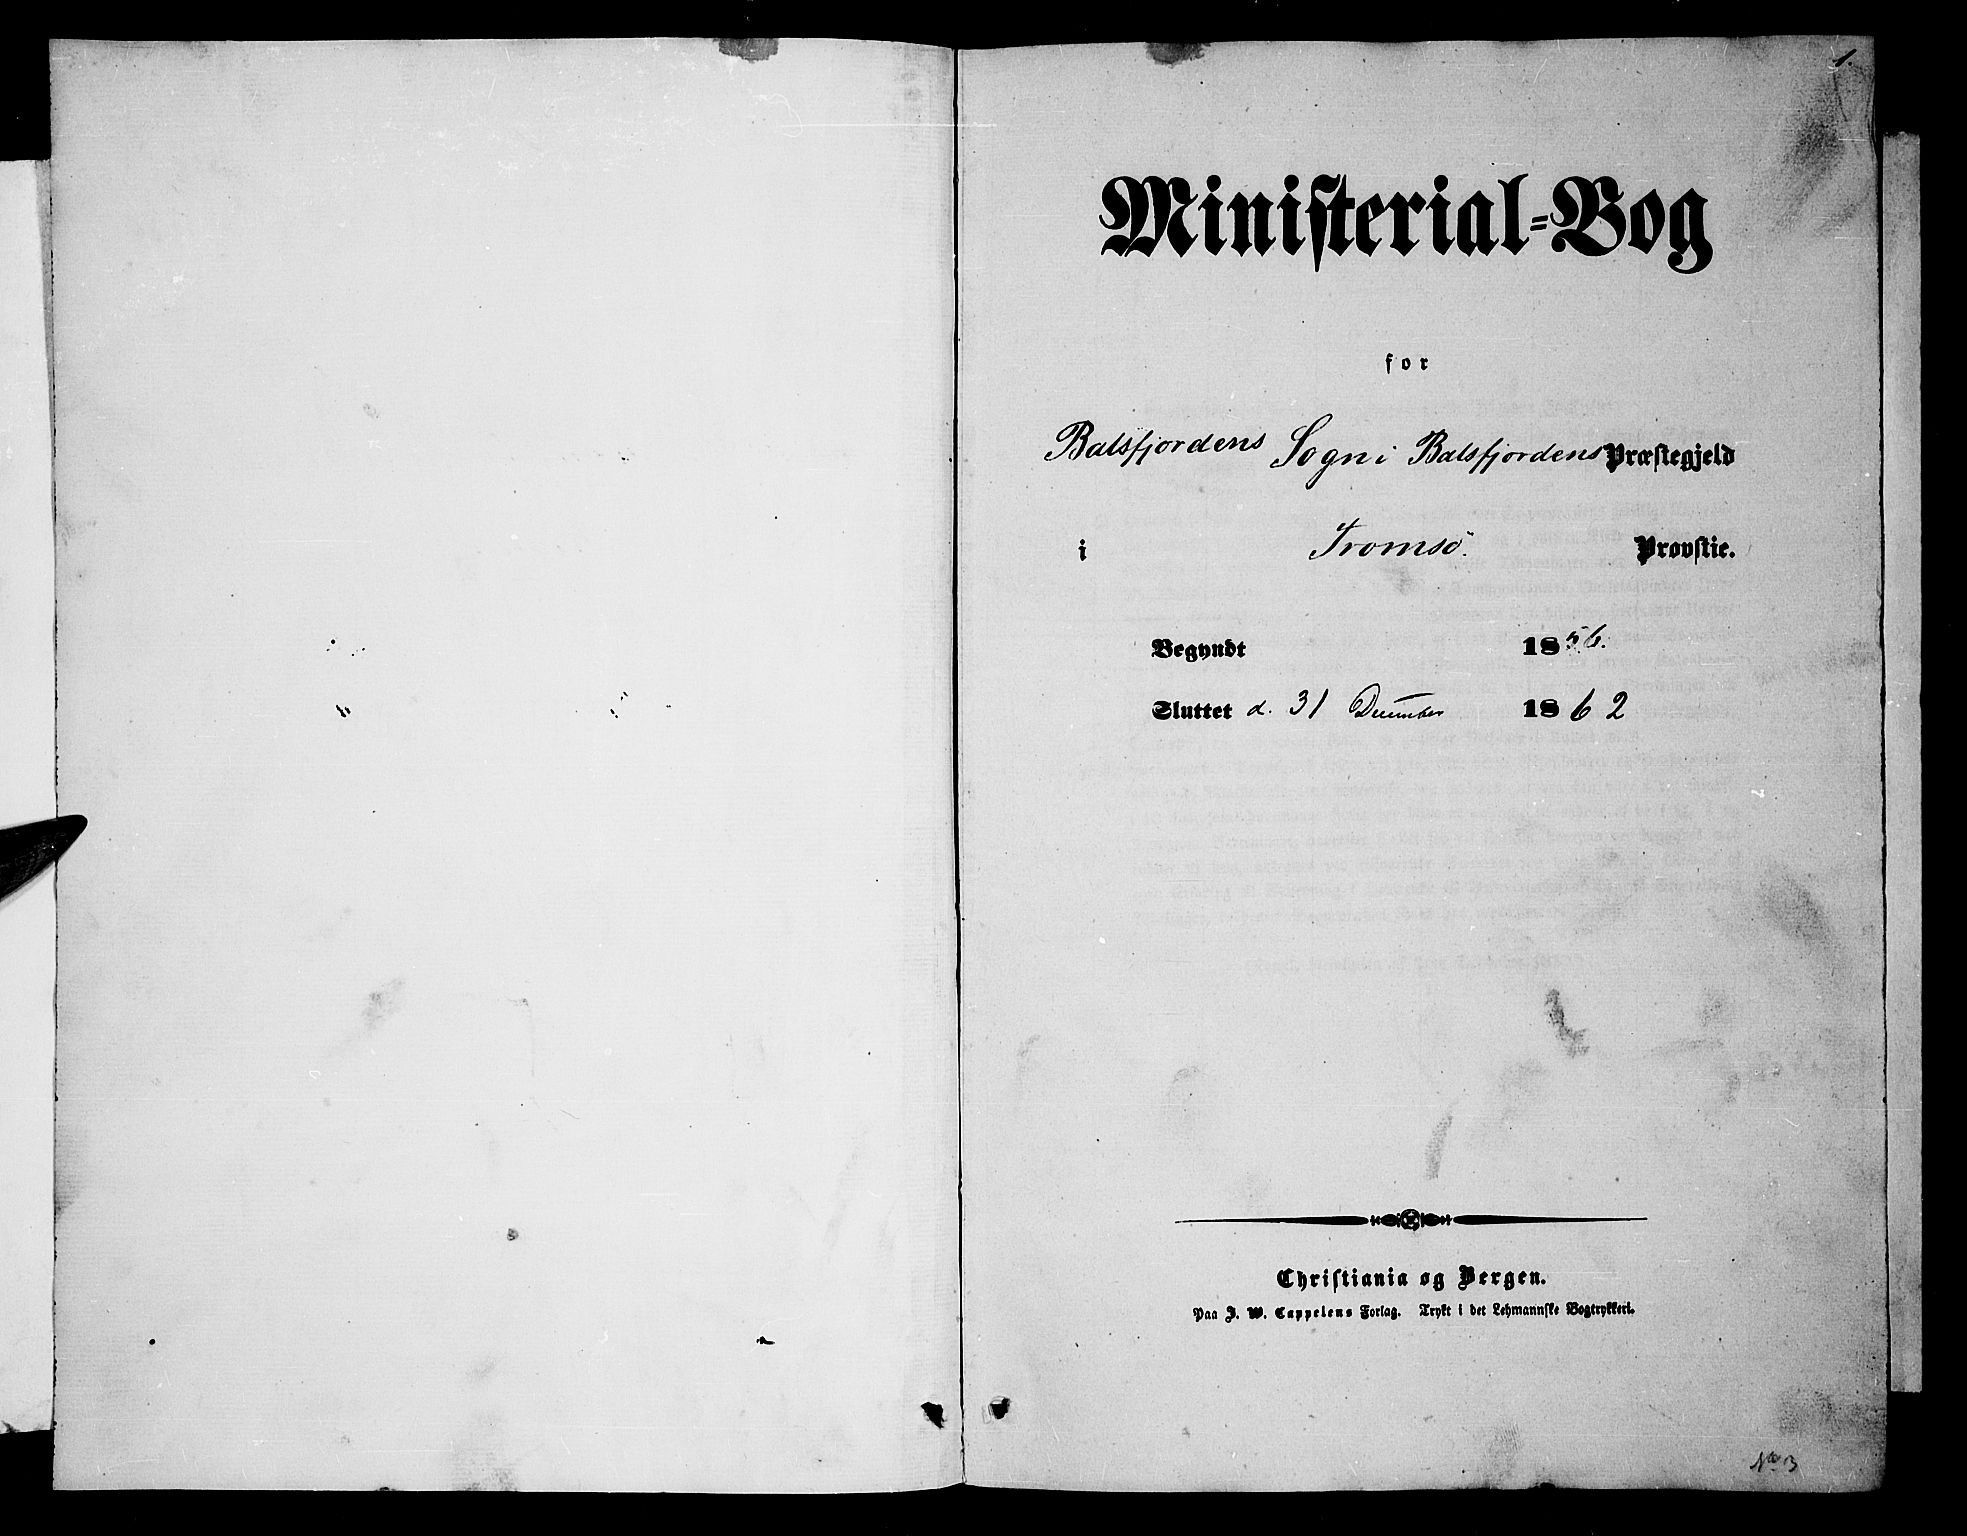 1.
Ministerial-Bog
for
Balsfjordens Sogn i Balsfjordens Præstegjeld
i Tromsö. Provstie.
Begyndt 1856.
Sluttet d. 31 December 1862
Christiania og Bergen.
Paa J. W. Cappelens Forlag. Trykt i det Lehmannske Bogtrykkeri.
No 3